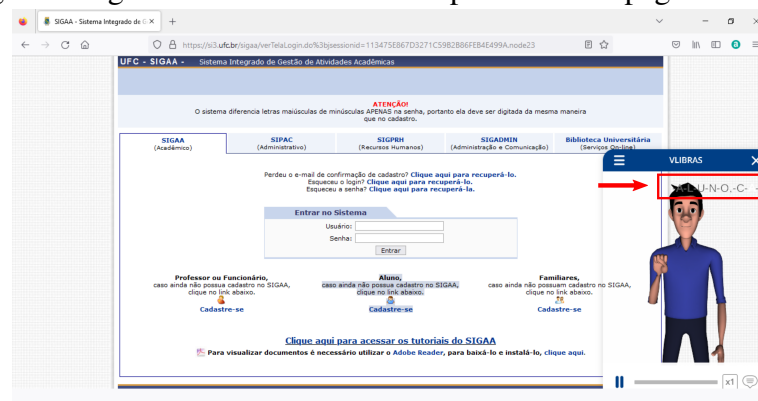 SIGAA - Sistema Integrado de G
https://si3.ufc.br/sigaa/verTelaLogin.do%3bjsessionid=113475E867D3271C59B2B86FEB4E499A.node23
UFC - SIGAA - Sistema Integrado de Gestão de Atividades Acadêmicas
ATENÇÃO!
O sistema diferencia letras maiúsculas de minúsculas APENAS na senha, portanto ela deve ser digitada da mesma maneira
que no cadastro.
SIGAA
(Acadêmico)
SIPAC
(Administrativo)
SIGPRH
(Recursos Humanos)
SIGADMIN
(Administração e Comunicação)
Biblioteca Universitária
(Serviços On-line)
Perdeu o e-mail de confirmação de cadastro? Clique aqui para recuperá-lo.
Esqueceu o login? Clique aqui para recuperá-lo.
Esqueceu a senha? Clique aqui para recuperá-la.
Entrar no Sistema
Usuário:
Senha:
Entrar
Professor ou Funcionário,
caso ainda não possua cadastro no SIGAA,
clique no link abaixo.
Cadastre-se
Aluno,
caso ainda não possua cadastro no SIGAA,
clique no link abaixo.
Cadastre-se
Familiares,
caso ainda não possuam cadastro no SIGAA,
clique no link abaixo.
Cadastre-se
Clique aqui para acessar os tutoriais do SIGAA
Para visualizar documentos é necessário utilizar o Adobe Reader, para baixá-lo e instalá-lo, clique aqui.
VLIBRAS
A-L-U-N-O,-C- -
x1